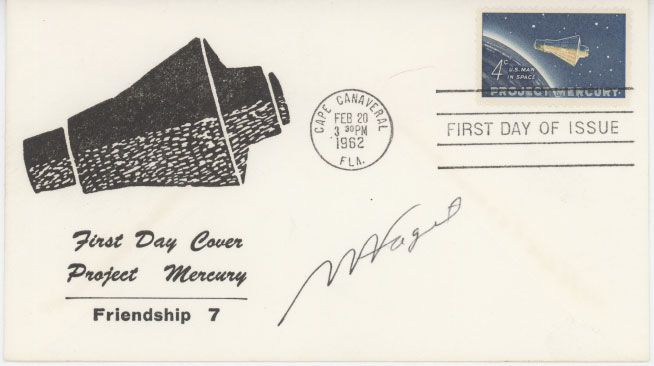 4c
U.S. MAN
IN SPACE
PROJECT MERCURY
CAPE CANAVERAL
FEB 20
3 30PM
1962
FLA.
FIRST DAY OF ISSUE
First Day Cover
Project Mercury
Friendship 7